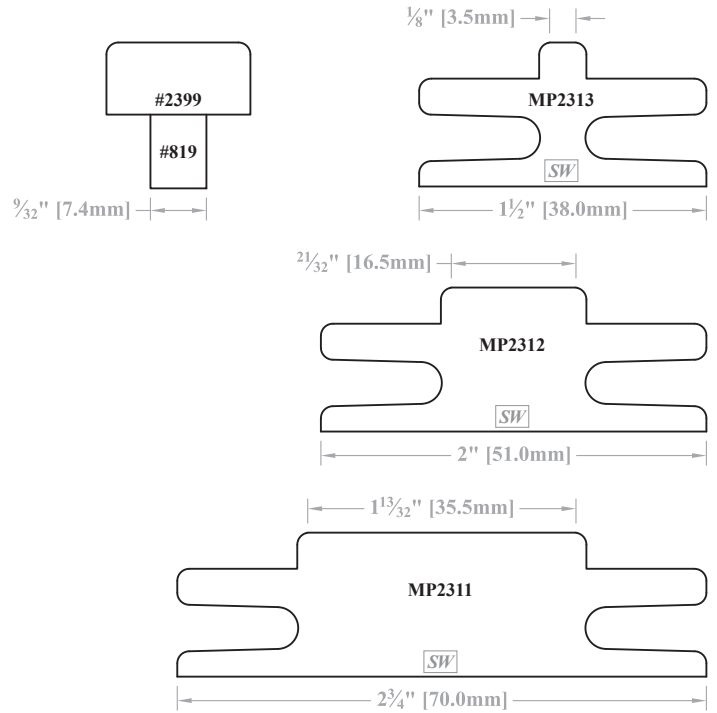 ⅛" [3.5mm]
#2399
MP2313
#819
SW
9⁄32" [7.4mm]
1½" [38.0mm]
21⁄32" [16.5mm]
MP2312
SW
2" [51.0mm]
1 13⁄32" [35.5mm]
MP2311
SW
2¾" [70.0mm]